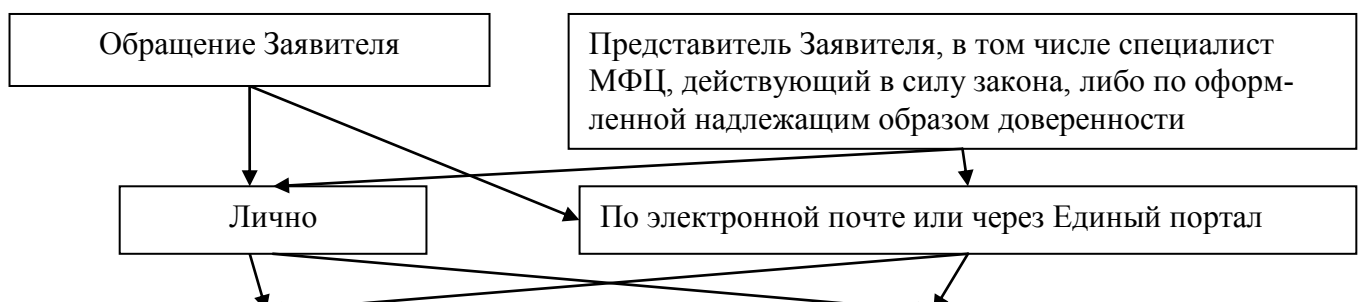 Обращение Заявителя
Представитель Заявителя, в том числе специалист
МФЦ, действующий в силу закона, либо по оформ-
ленной надлежащим образом доверенности
Лично
По электронной почте или через Единый портал